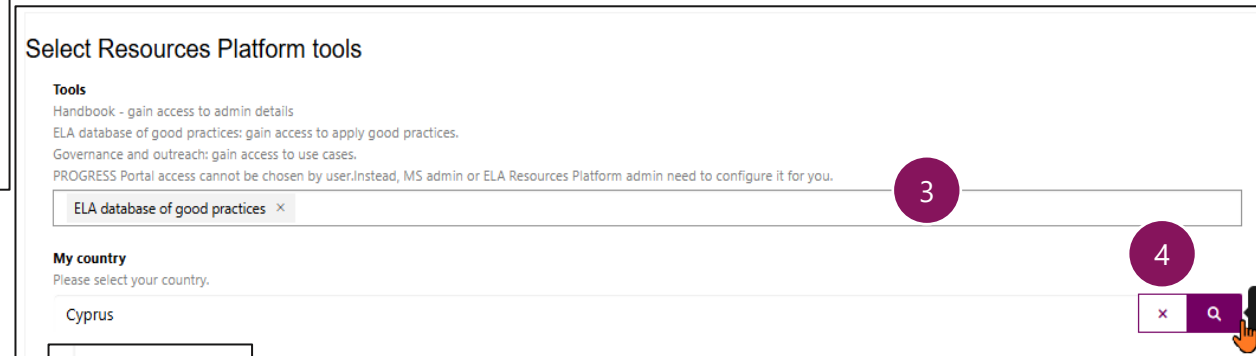 Select Resources Platform tools
Tools
Handbook - gain access to admin details
ELA database of good practices: gain access to apply good practices.
Governance and outreach: gain access to use cases.
PROGRESS Portal access cannot be chosen by user.Instead, MS admin or ELA Resources Platform admin need to configure it for you.
3
ELA database of good practices ×
4
My country
Please select your country.
Cyprus ×